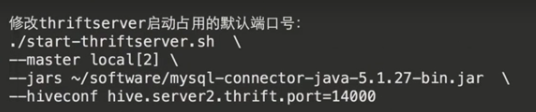 修改thriftserver启动占用的默认端口号:
./start-thriftserver.sh  \
--master local[2] \
--jars ~/software/mysql-connector-java-5.1.27-bin.jar  \
--hiveconf hive.server2.thrift.port=14000